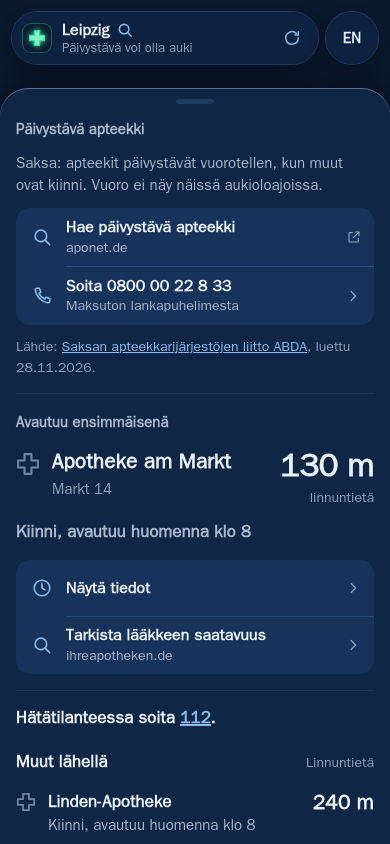 Leipzig
Päivystävä voi olla auki
EN
Päivystävä apteekki
Saksa: apteekit päivystävät vuorotellen, kun muut
ovat kiinni. Vuoro ei näy näissä aukioloajoissa.
Hae päivystävä apteekki
aponet.de
Soita 0800 00 22 8 33
Maksuton lankapuhelimesta
Lähde: Saksan apteekkarijärjestöjen liitto ABDA, luettu
28.11.2026.
Avautuu ensimmäisenä
Apotheke am Markt
130 m
Markt 14
linnuntietä
Kiinni, avautuu huomenna klo 8
Näytä tiedot
Tarkista lääkkeen saatavuus
ihreapotheken.de
Hätätilanteessa soita 112.
Muut lähellä
Linnuntietä
Linden-Apotheke
240 m
Kiinni, avautuu huomenna klo 8